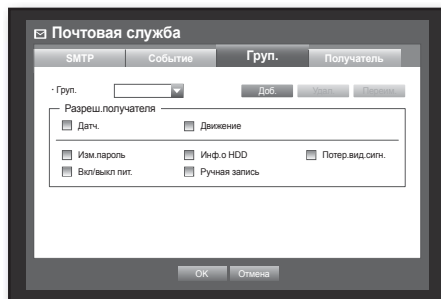 Почтовая служба
SMTP Событие Груп. Получатель
· Груп. Доб. Удал. Переим.
Разреш.получателя
Датч. Движение
Изм.пароль Инф.о HDD Потер.вид.сигн.
Вкл/выкл пит. Ручная запись
OK Отмена